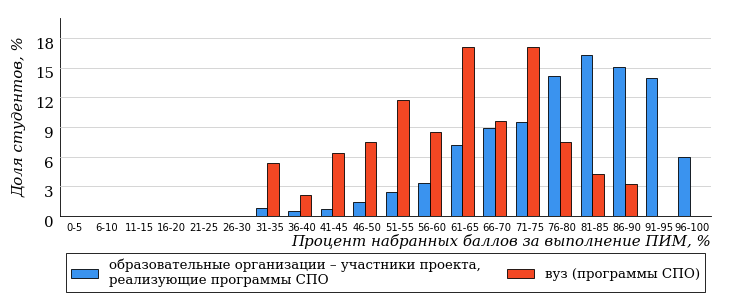 Доля студентов, %
18
15
12
9
6
3
0
0-5 6-10 11-15 16-20 21-25 26-30 31-35 36-40 41-45 46-50 51-55 56-60 61-65 66-70 71-75 76-80 81-85 86-90 91-95 96-100
Процент набранных баллов за выполнение ПИМ, %
образовательные организации – участники проекта,
реализующие программы СПО
вуз (программы СПО)